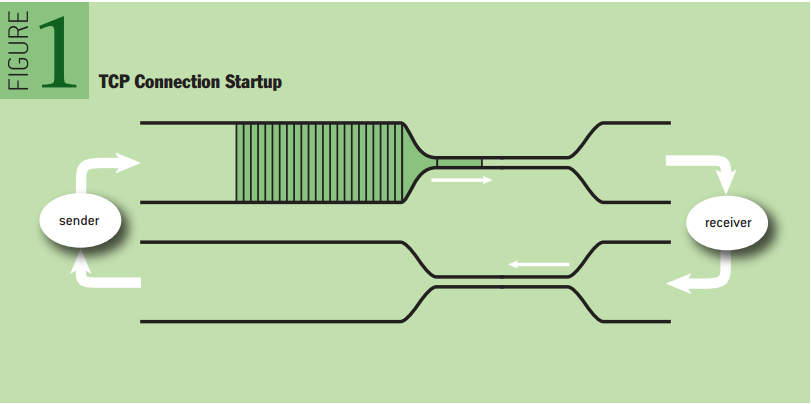 FIGURE 1
TCP Connection Startup
sender
receiver